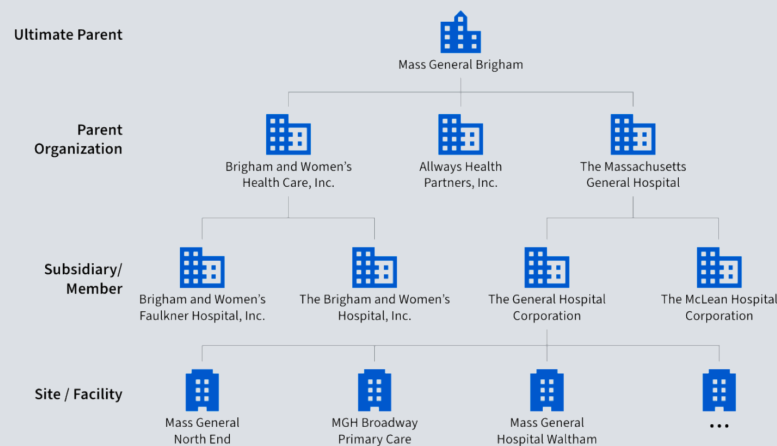 Ultimate Parent
Mass General Brigham
Parent
Organization
Brigham and Women's
Health Care, Inc.
Allways Health
Partners, Inc.
The Massachusetts
General Hospital
Subsidiary/
Member
Brigham and Women's
Faulkner Hospital, Inc.
The Brigham and Women's
Hospital, Inc.
The General Hospital
Corporation
The McLean Hospital
Corporation
Site / Facility
Mass General
North End
MGH Broadway
Primary Care
Mass General
Hospital Waltham
...